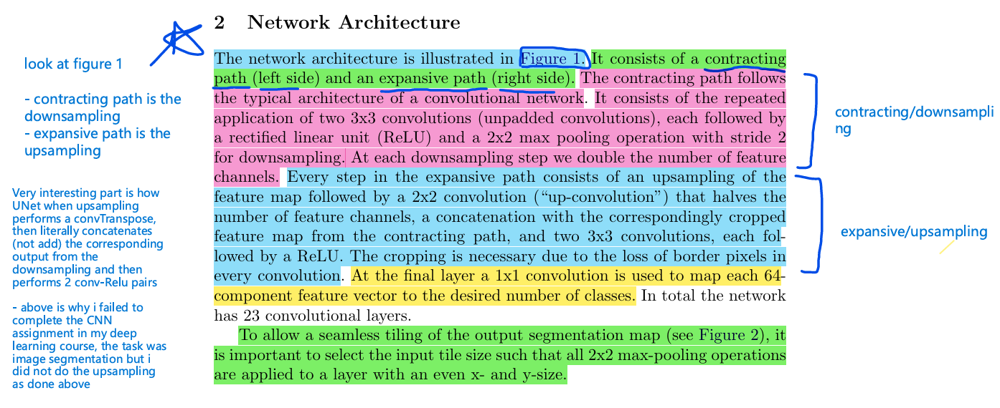 2 Network Architecture
look at figure 1
- contracting path is the
downsampling
- expansive path is the
upsampling
Very interesting part is how
UNet when upsampling
performs a convTranspose,
then literally concatenates
(not add) the corresponding
output from the
downsampling and then
performs 2 conv-Relu pairs
- above is why i failed to
complete the CNN
assignment in my deep
learning course, the task was
image segmentation but i
did not do the upsampling
as done above
The network architecture is illustrated in Figure 1. It consists of a contracting
path (left side) and an expansive path (right side). The contracting path follows
the typical architecture of a convolutional network. It consists of the repeated
application of two 3x3 convolutions (unpadded convolutions), each followed by
a rectified linear unit (ReLU) and a 2x2 max pooling operation with stride 2
for downsampling. At each downsampling step we double the number of feature
channels. Every step in the expansive path consists of an upsampling of the
feature map followed by a 2x2 convolution (“up-convolution”) that halves the
number of feature channels, a concatenation with the correspondingly cropped
feature map from the contracting path, and two 3x3 convolutions, each fol-
lowed by a ReLU. The cropping is necessary due to the loss of border pixels in
every convolution. At the final layer a 1x1 convolution is used to map each 64-
component feature vector to the desired number of classes. In total the network
has 23 convolutional layers.
To allow a seamless tiling of the output segmentation map (see Figure 2), it
is important to select the input tile size such that all 2x2 max-pooling operations
are applied to a layer with an even x- and y-size.
contracting/downsampli
ng
expansive/upsampling